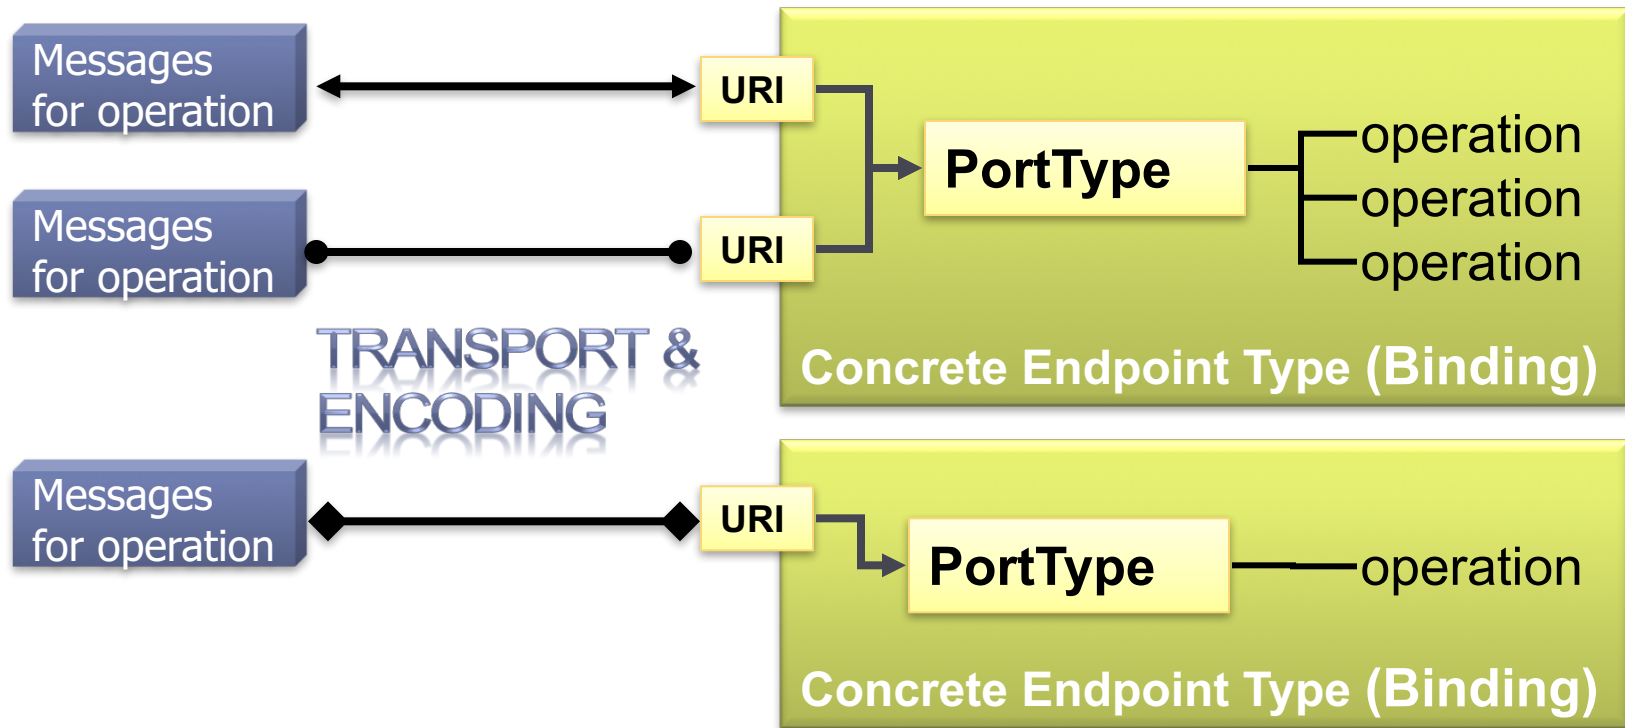 Messages
for operation
URI
PortType
operation
operation
operation
Messages
for operation
URI
TRANSPORT &
ENCODING
Concrete Endpoint Type (Binding)
Messages
for operation
URI
PortType
operation
Concrete Endpoint Type (Binding)